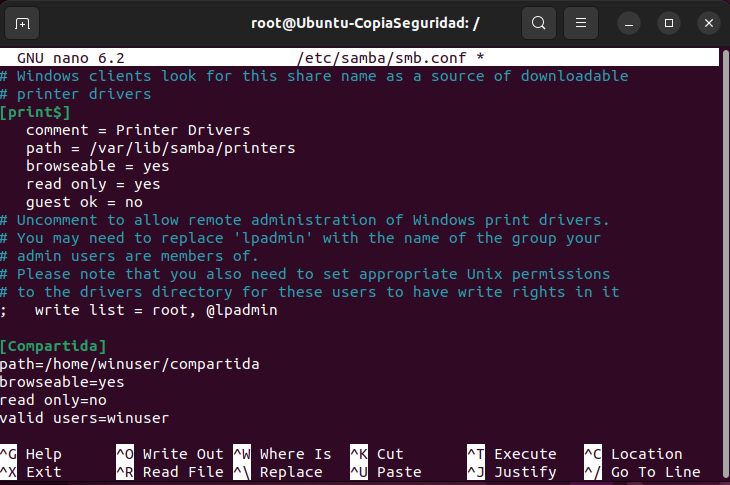 root@Ubuntu-CopiaSeguridad: /
GNU nano 6.2 /etc/samba/smb.conf *
# Windows clients look for this share name as a source of downloadable
# printer drivers
[print$]
   comment = Printer Drivers
   path = /var/lib/samba/printers
   browseable = yes
   read only = yes
   guest ok = no
# Uncomment to allow remote administration of Windows print drivers.
# You may need to replace 'lpadmin' with the name of the group your
# admin users are members of.
# Please note that you also need to set appropriate Unix permissions
# to the drivers directory for these users to have write rights in it
;   write list = root, @lpadmin
[Compartida]
path=/home/winuser/compartida
browseable=yes
read only=no
valid users=winuser
^G Help ^O Write Out ^W Where Is ^K Cut ^T Execute ^C Location
^X Exit ^R Read File ^\ Replace ^U Paste ^J Justify ^/ Go To Line